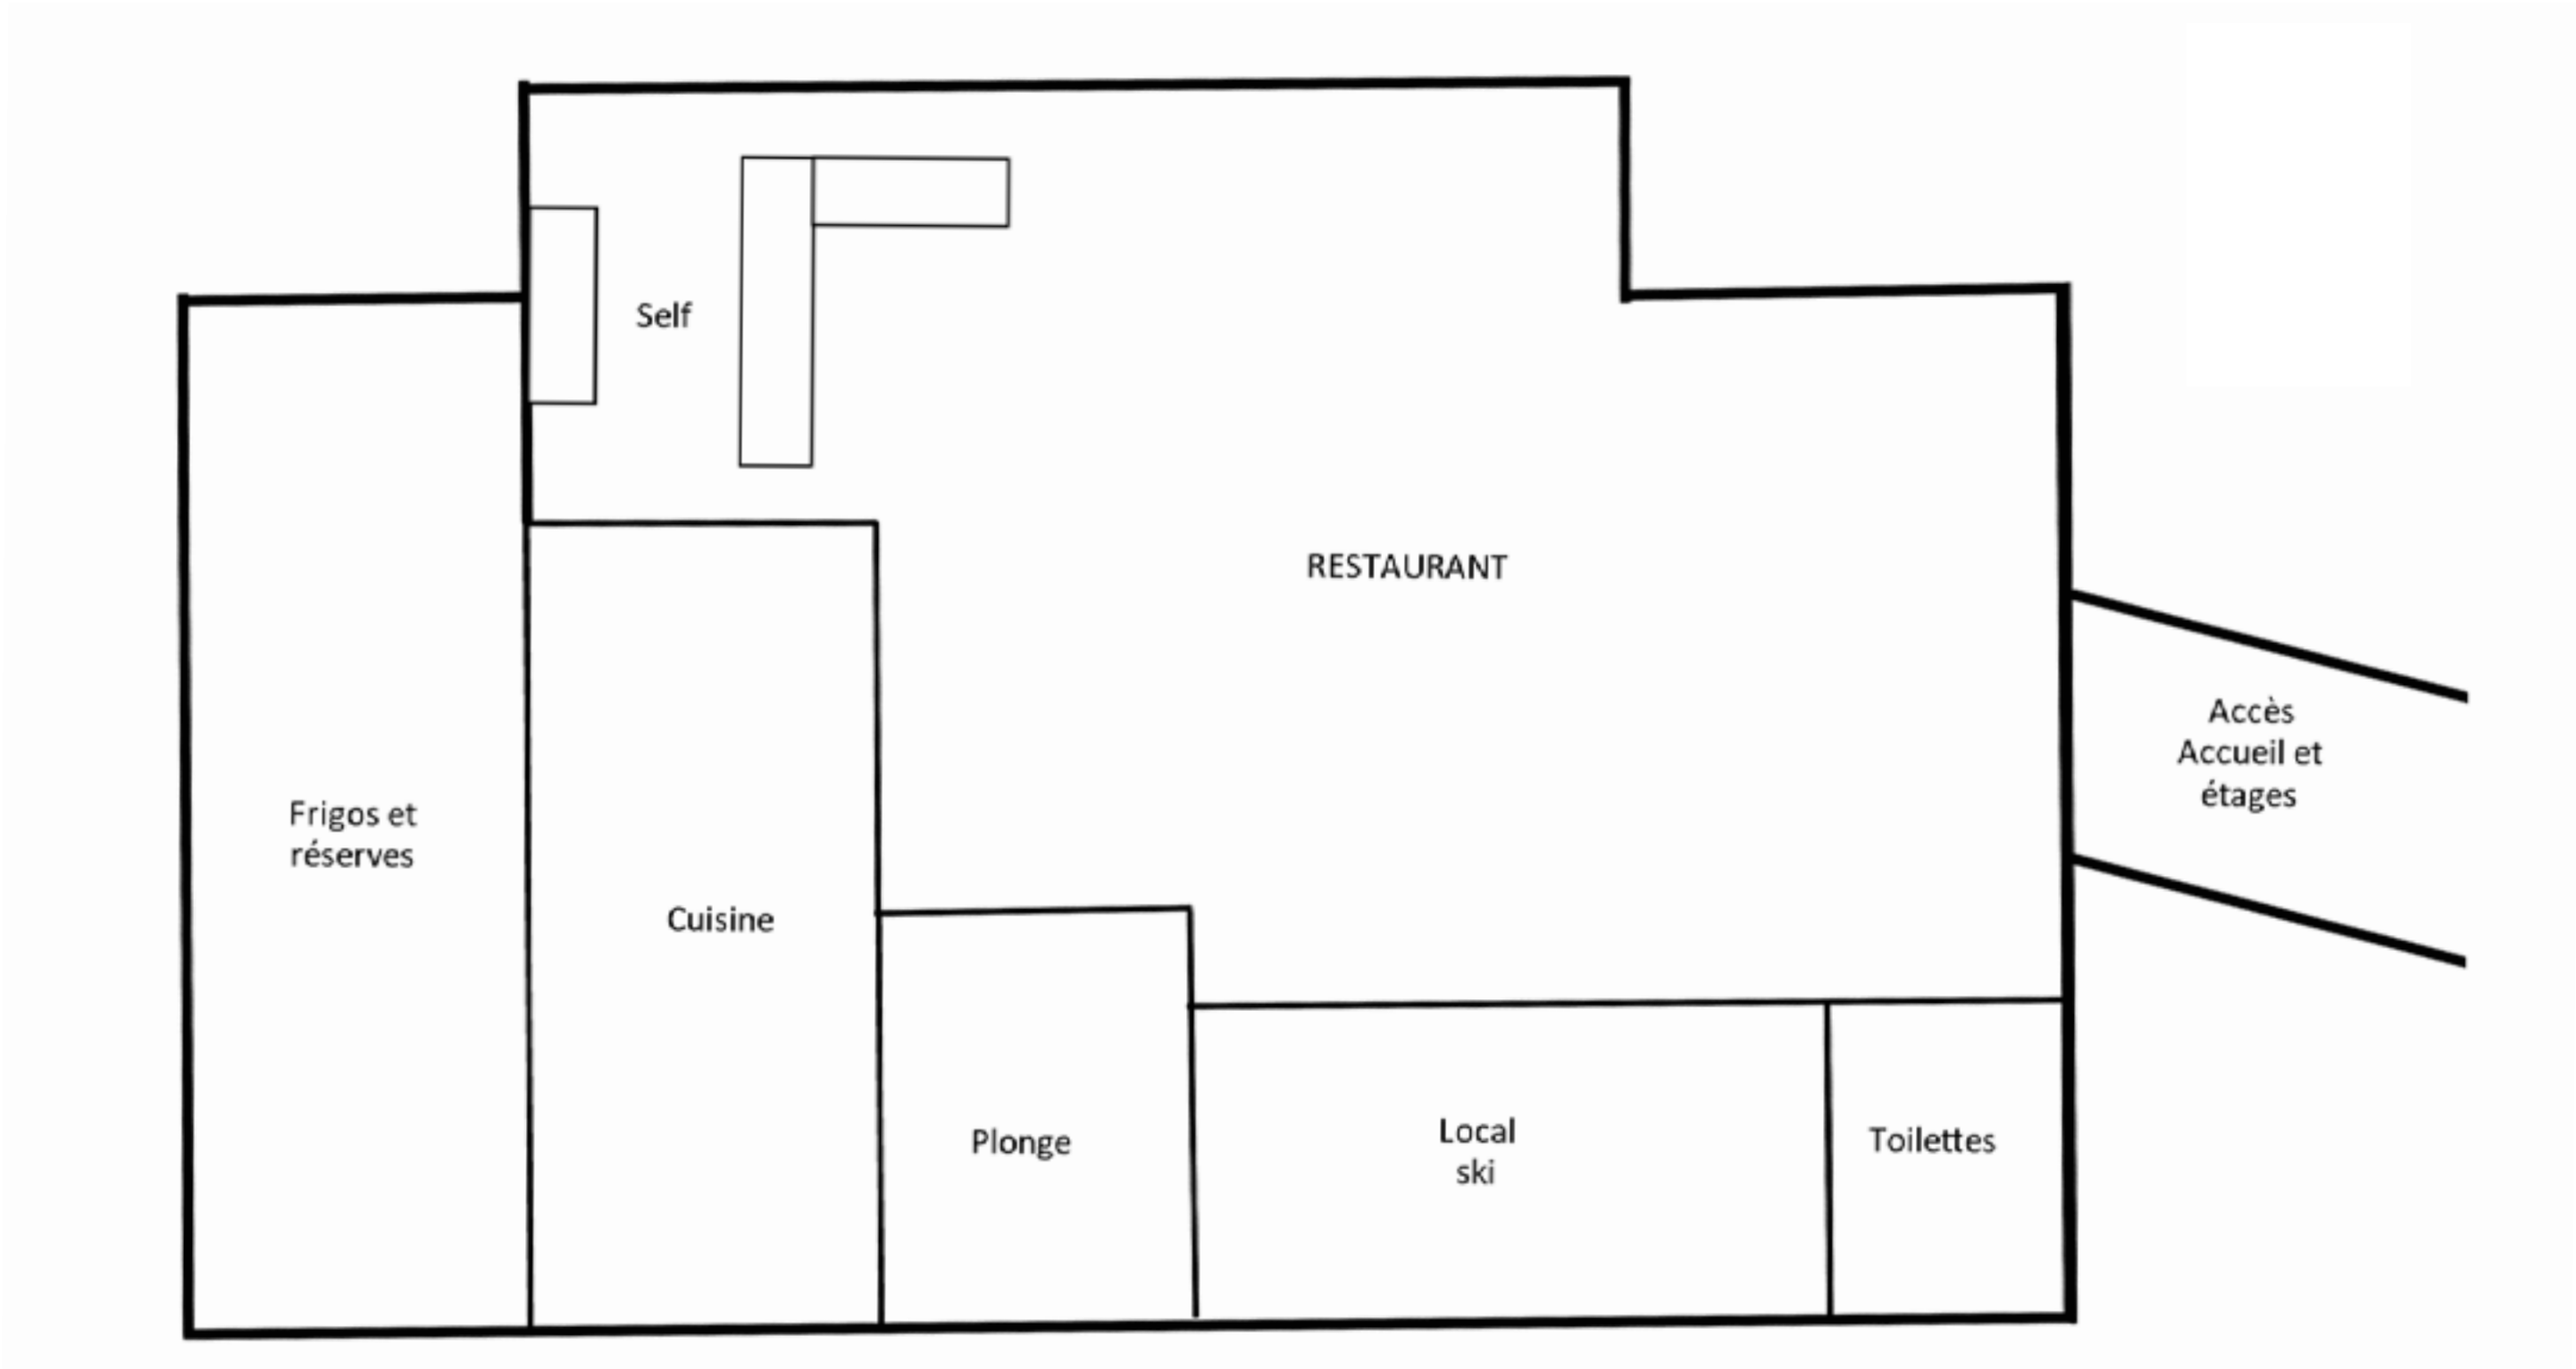 Self
RESTAURANT
Accès
Accueil et
étages
Frigos et
réserves
Cuisine
Plonge
Local
ski
Toilettes